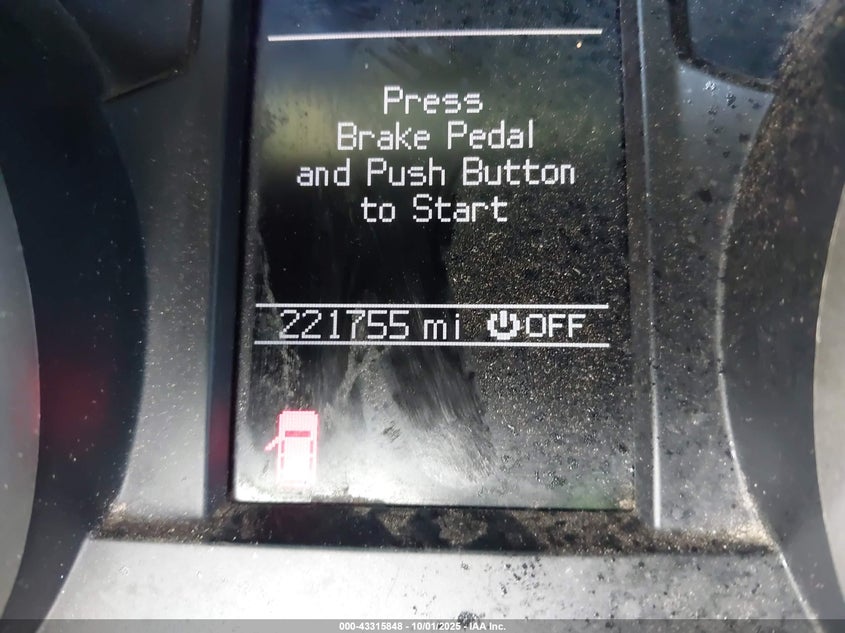 Press
Brake Pedal
and Push Button
to Start
221755 mi OFF
000-43315848 - 10/01/2025 - IAA Inc.